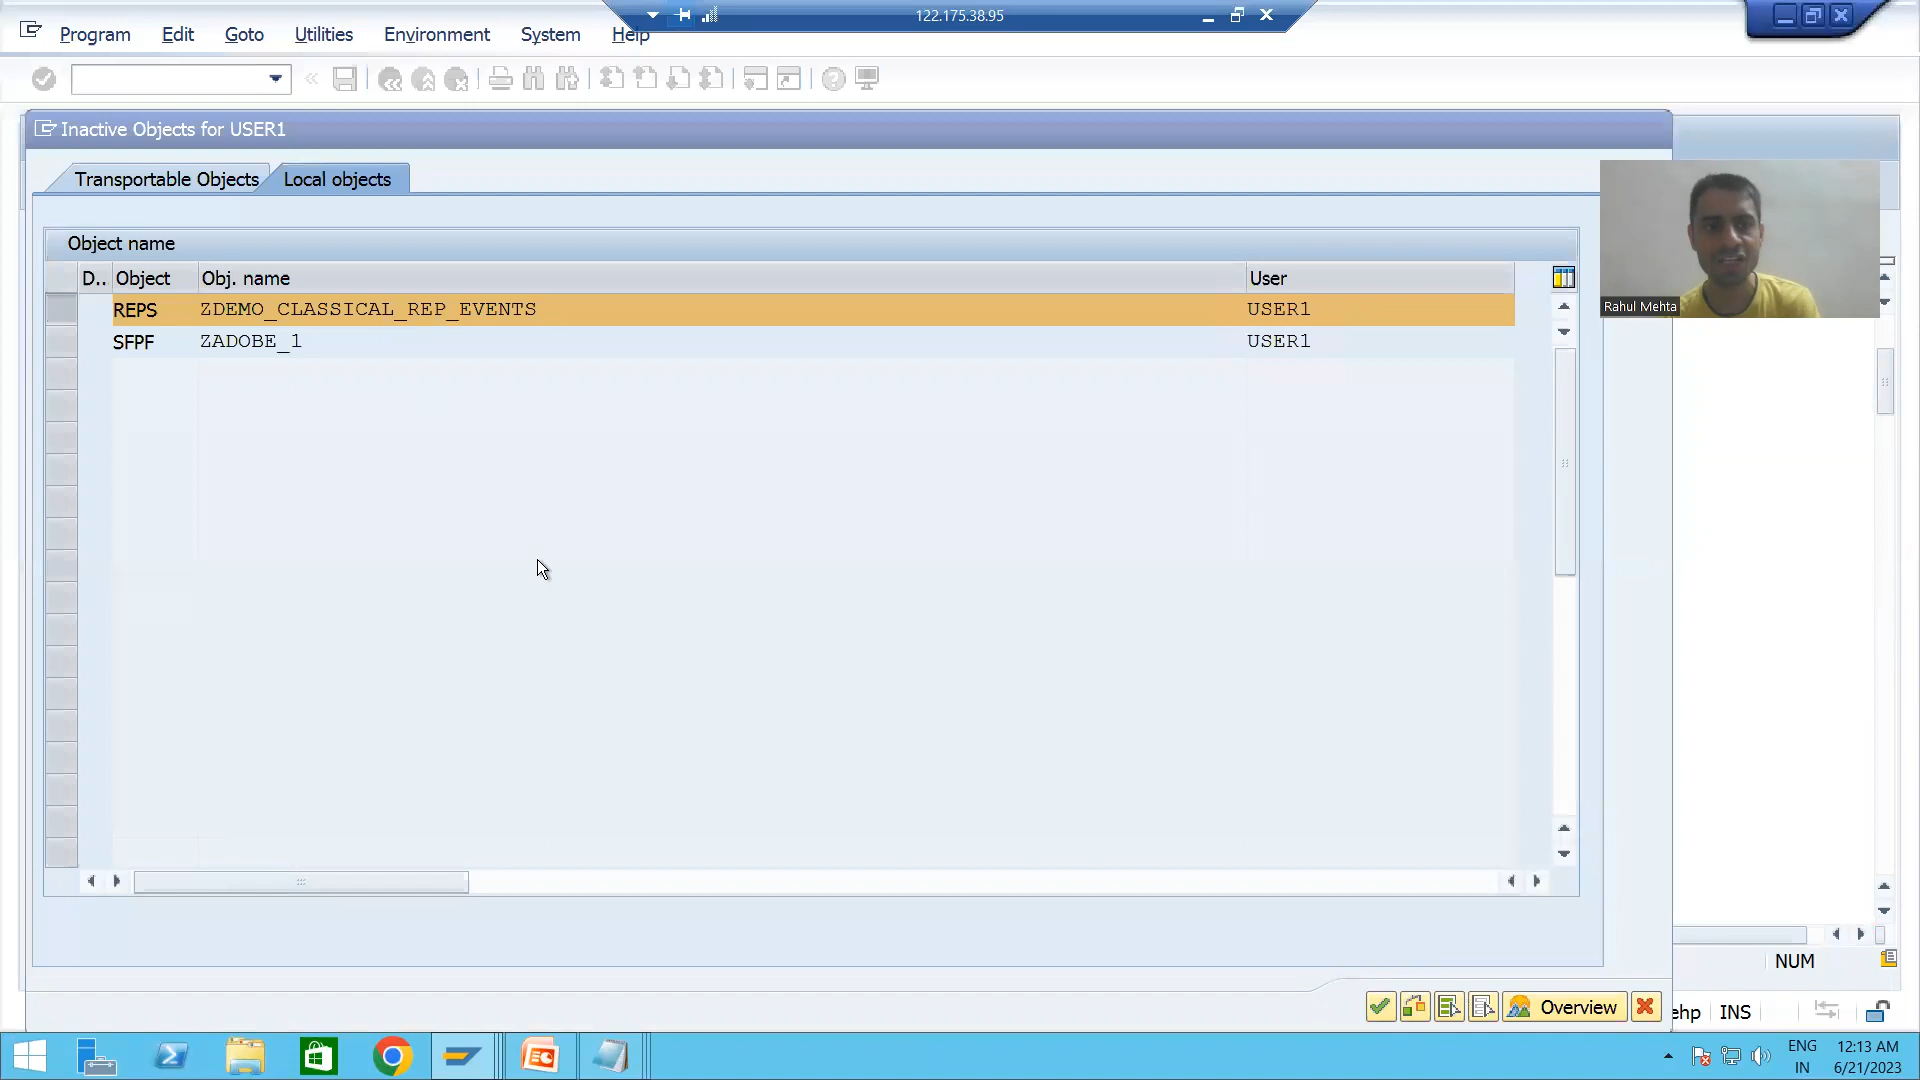 122.175.38.95
Program Edit Goto Utilities Environment System Help
Inactive Objects for USER1
Transportable Objects Local objects
Object name
D.. Object Obj. name User
REPS ZDEMO_CLASSICAL_REP_EVENTS USER1
SFPF ZADOBE_1 USER1
Rahul Mehta
NUM
Overview
ehp INS
ENG 12:13 AM
IN 6/21/2023